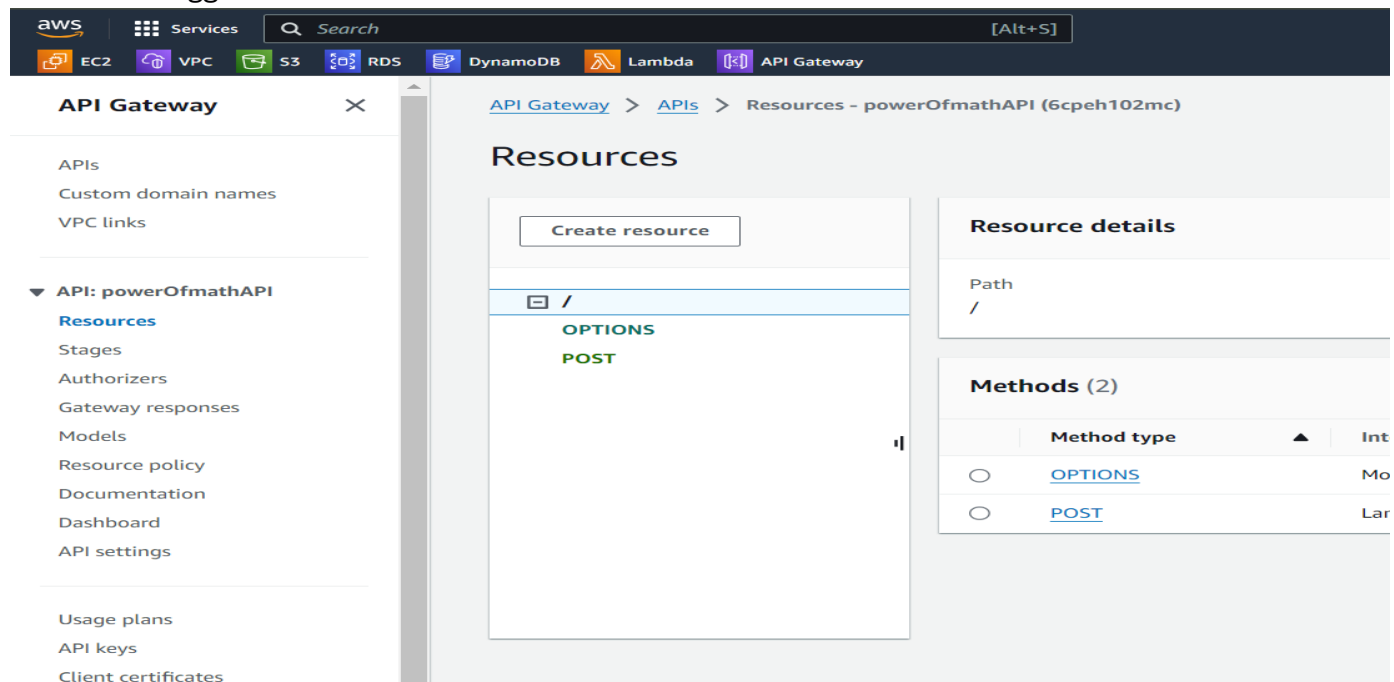 aws Services Search [Alt+S]
EC2 VPC S3 RDS DynamoDB Lambda API Gateway
API Gateway
APIs
Custom domain names
VPC links
API: powerOfmathAPI
Resources
Stages
Authorizers
Gateway responses
Models
Resource policy
Documentation
Dashboard
API settings
Usage plans
API keys
Client certificates
API Gateway > APIs > Resources - powerOfmathAPI (6cpeh102mc)
Resources
Create resource
/
OPTIONS
POST
Resource details
Path
/
Methods (2)
Method type Int
OPTIONS Mo
POST Lar